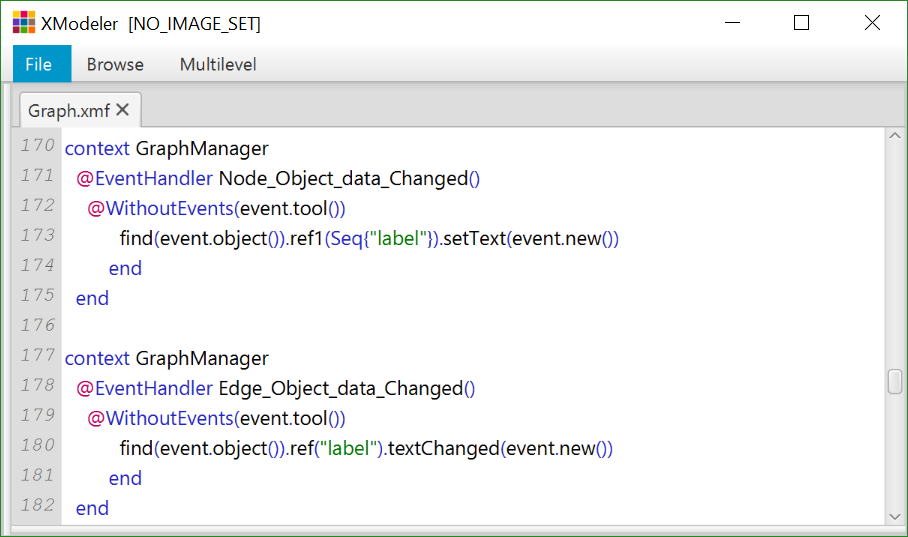 XModeler [NO_IMAGE_SET]
File Browse Multilevel
Graph.xmf
170 context GraphManager
171 @EventHandler Node_Object_data_Changed()
172 @WithoutEvents(event.tool())
173 find(event.object()).ref1(Seq{"label"}).setText(event.new())
174 end
175 end
176
177 context GraphManager
178 @EventHandler Edge_Object_data_Changed()
179 @WithoutEvents(event.tool())
180 find(event.object()).ref("label").textChanged(event.new())
181 end
182 end